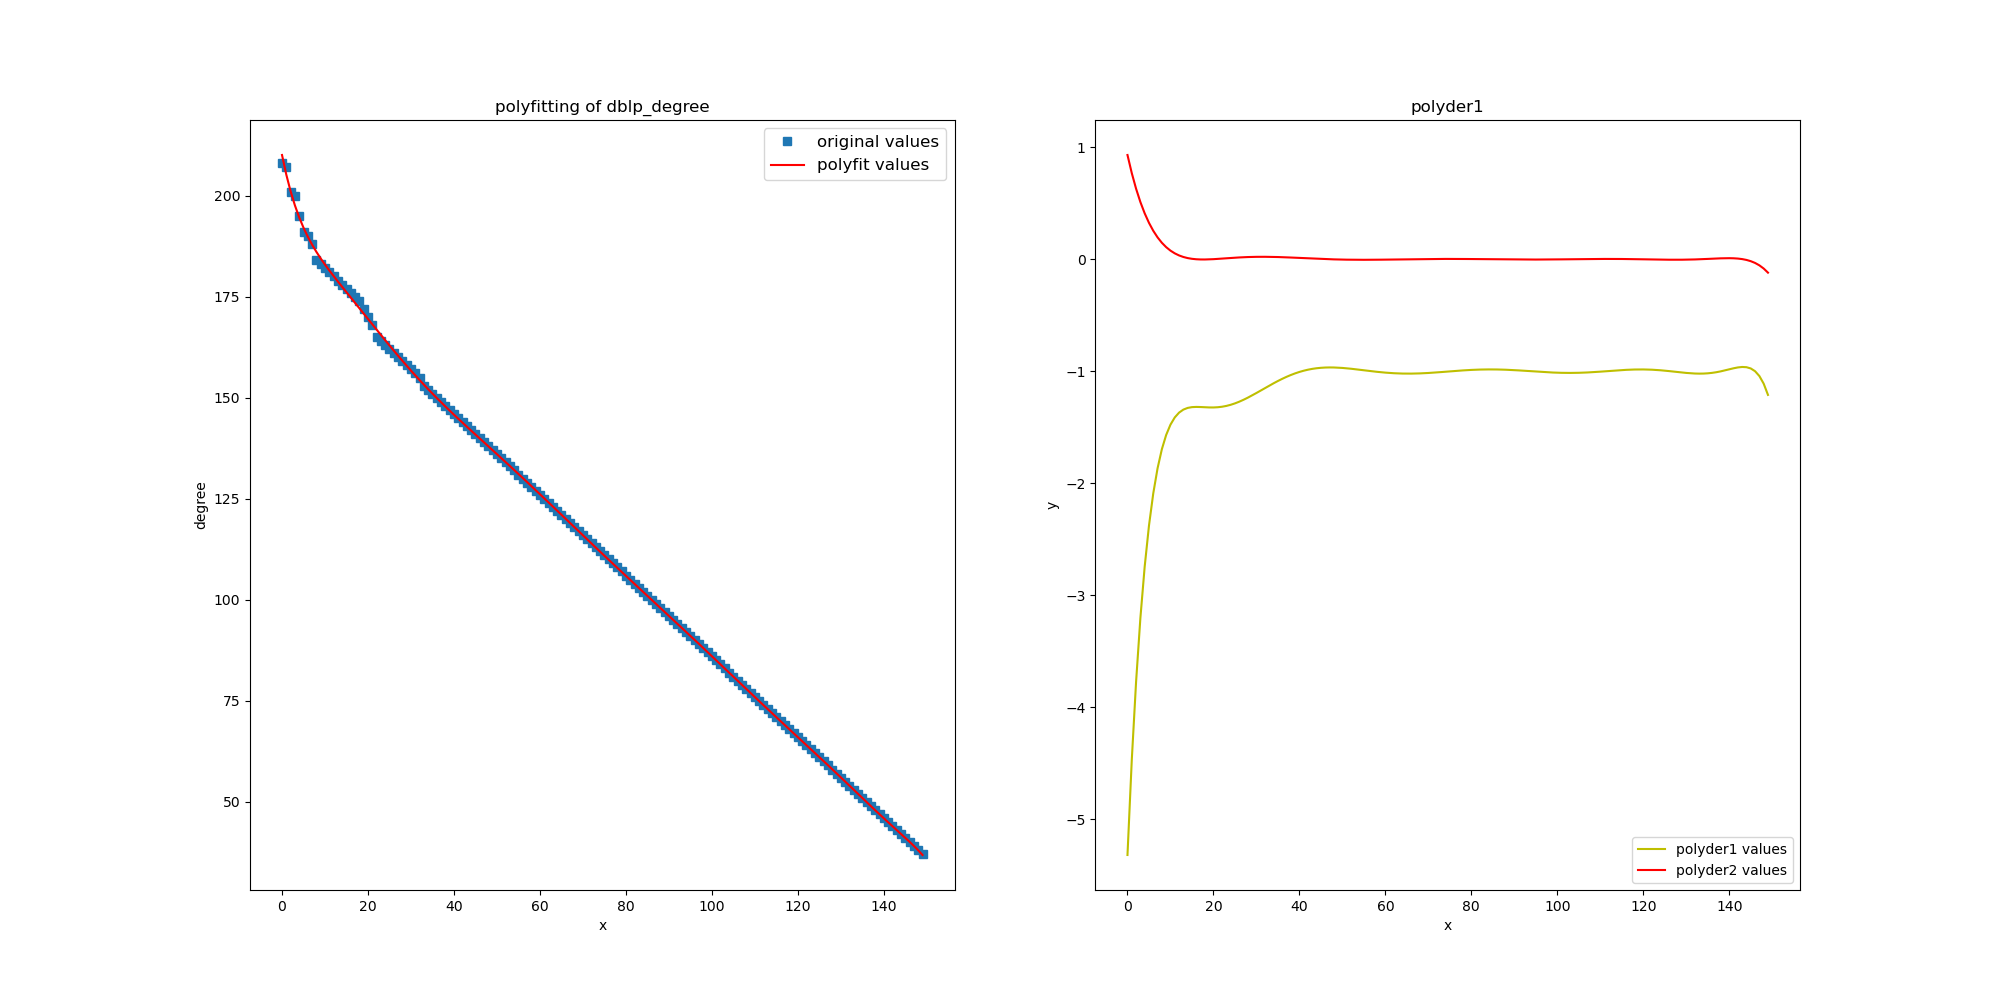 polyfitting of dblp_degree
original values
polyfit values
200
175
150
125
100
75
50
degree
0 20 40 60 80 100 120 140
x
polyder1
1
0
−1
−2
−3
−4
−5
y
polyder1 values
polyder2 values
0 20 40 60 80 100 120 140
x